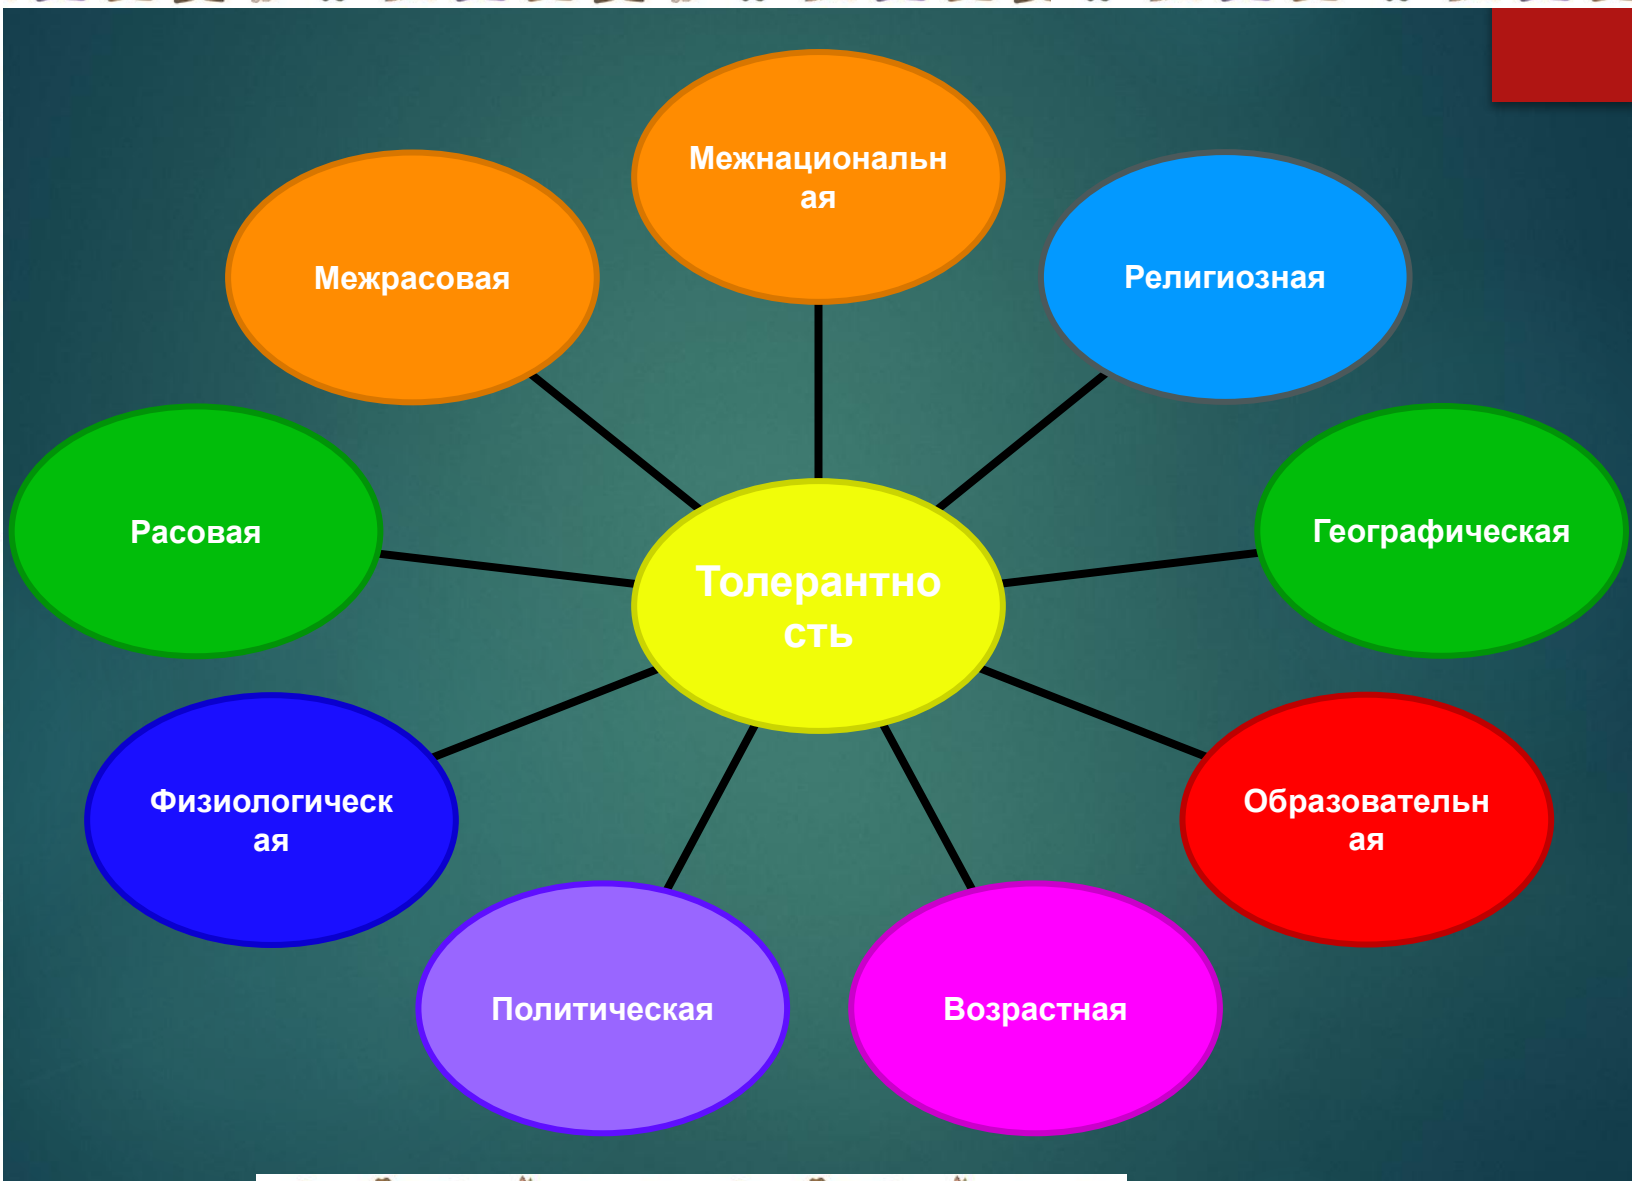 Межнациональн
ая
Межрасовая
Религиозная
Расовая
Географическая
Толерантно
сть
Физиологическ
ая
Образовательн
ая
Политическая
Возрастная